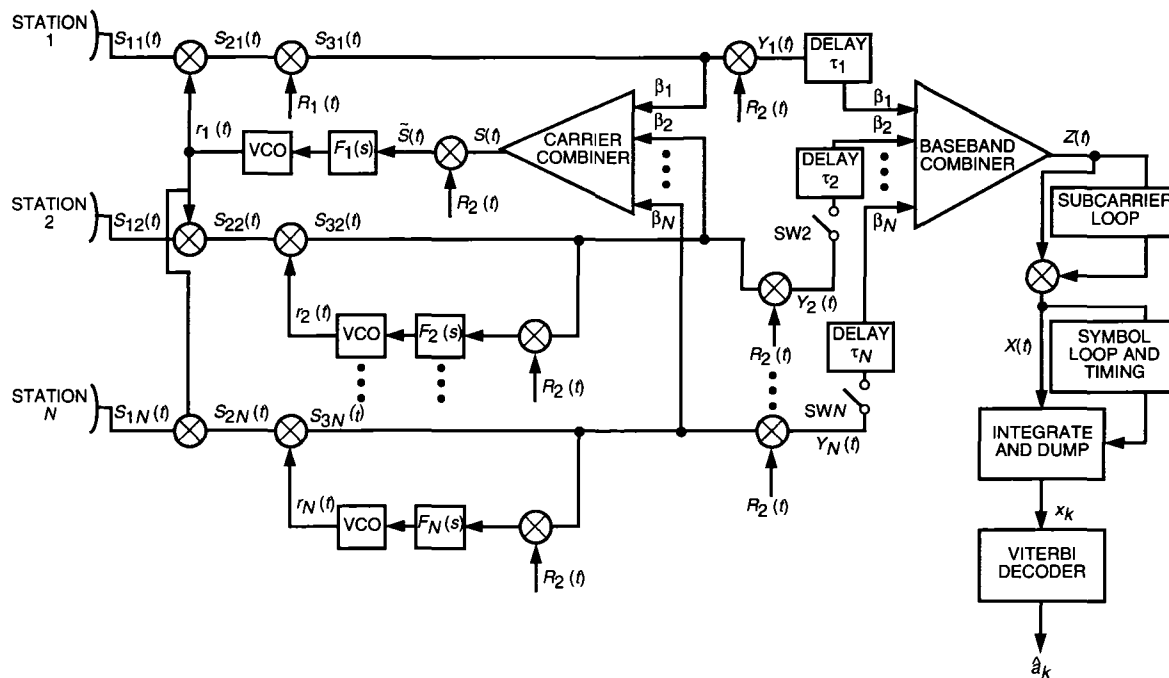 STATION
1
S11(t)
S21(t)
S31(t)
R1(t)
Y1(t)
R2(t)
DELAY
τ1
β1
β2
βN
CARRIER
COMBINER
S(t)
R2(t)
S̃(t)
F1(s)
VCO
r1(t)
β1
β2
βN
BASEBAND
COMBINER
Z(t)
SUBCARRIER
LOOP
STATION
2
S12(t)
S22(t)
S32(t)
r2(t)
VCO
F2(s)
R2(t)
Y2(t)
R2(t)
DELAY
τ2
SW2
X(t)
SYMBOL
LOOP AND
TIMING
DELAY
τN
SWN
STATION
N
S1N(t)
S2N(t)
S3N(t)
YN(t)
R2(t)
rN(t)
VCO
FN(s)
R2(t)
INTEGRATE
AND DUMP
xk
VITERBI
DECODER
âk